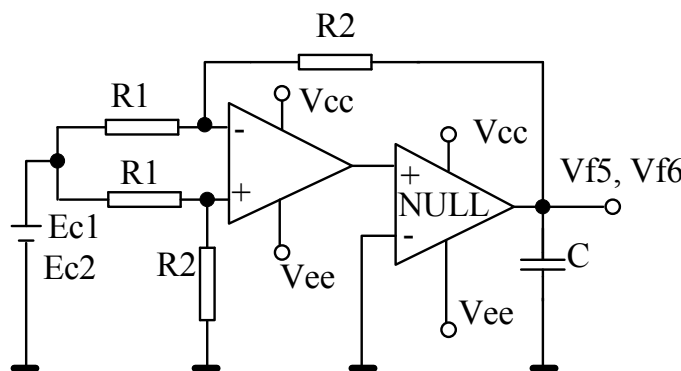 R2
R1
Vcc
-
Vcc
Vf5, Vf6
R1
+
+
NULL
Ec1
Ec2
R2
-
C
Vee
Vee